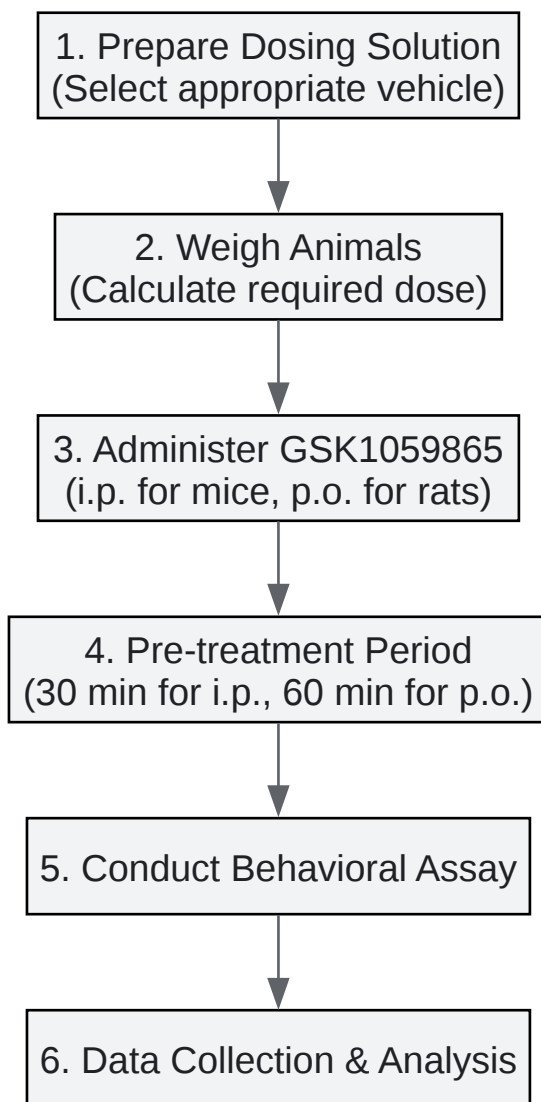 1. Prepare Dosing Solution
(Select appropriate vehicle)
2. Weigh Animals
(Calculate required dose)
3. Administer GSK1059865
(i.p. for mice, p.o. for rats)
4. Pre-treatment Period
(30 min for i.p., 60 min for p.o.)
5. Conduct Behavioral Assay
6. Data Collection & Analysis